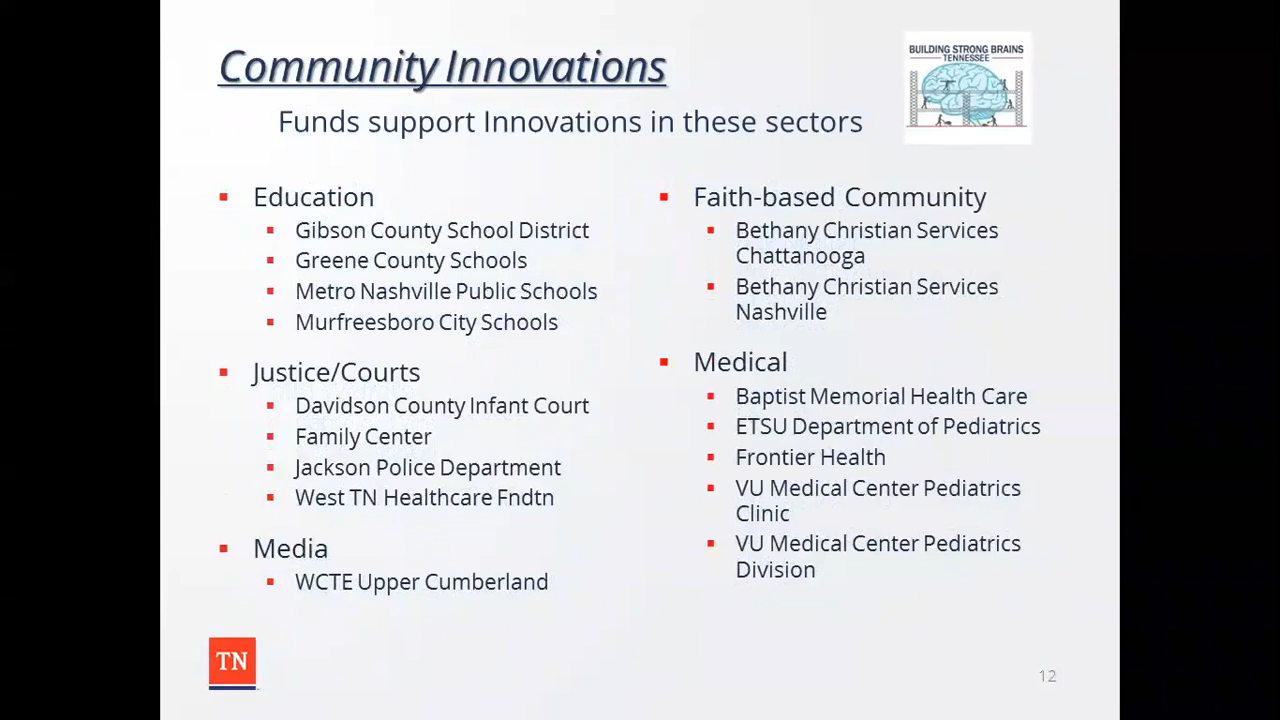 Community Innovations
BUILDING STRONG BRAINS
TENNESSEE
Funds support Innovations in these sectors
Education
Gibson County School District
Greene County Schools
Metro Nashville Public Schools
Murfreesboro City Schools
Justice/Courts
Davidson County Infant Court
Family Center
Jackson Police Department
West TN Healthcare Fndtn
Media
WCTE Upper Cumberland
Faith-based Community
Bethany Christian Services
Chattanooga
Bethany Christian Services
Nashville
Medical
Baptist Memorial Health Care
ETSU Department of Pediatrics
Frontier Health
VU Medical Center Pediatrics
Clinic
VU Medical Center Pediatrics
Division
TN
12